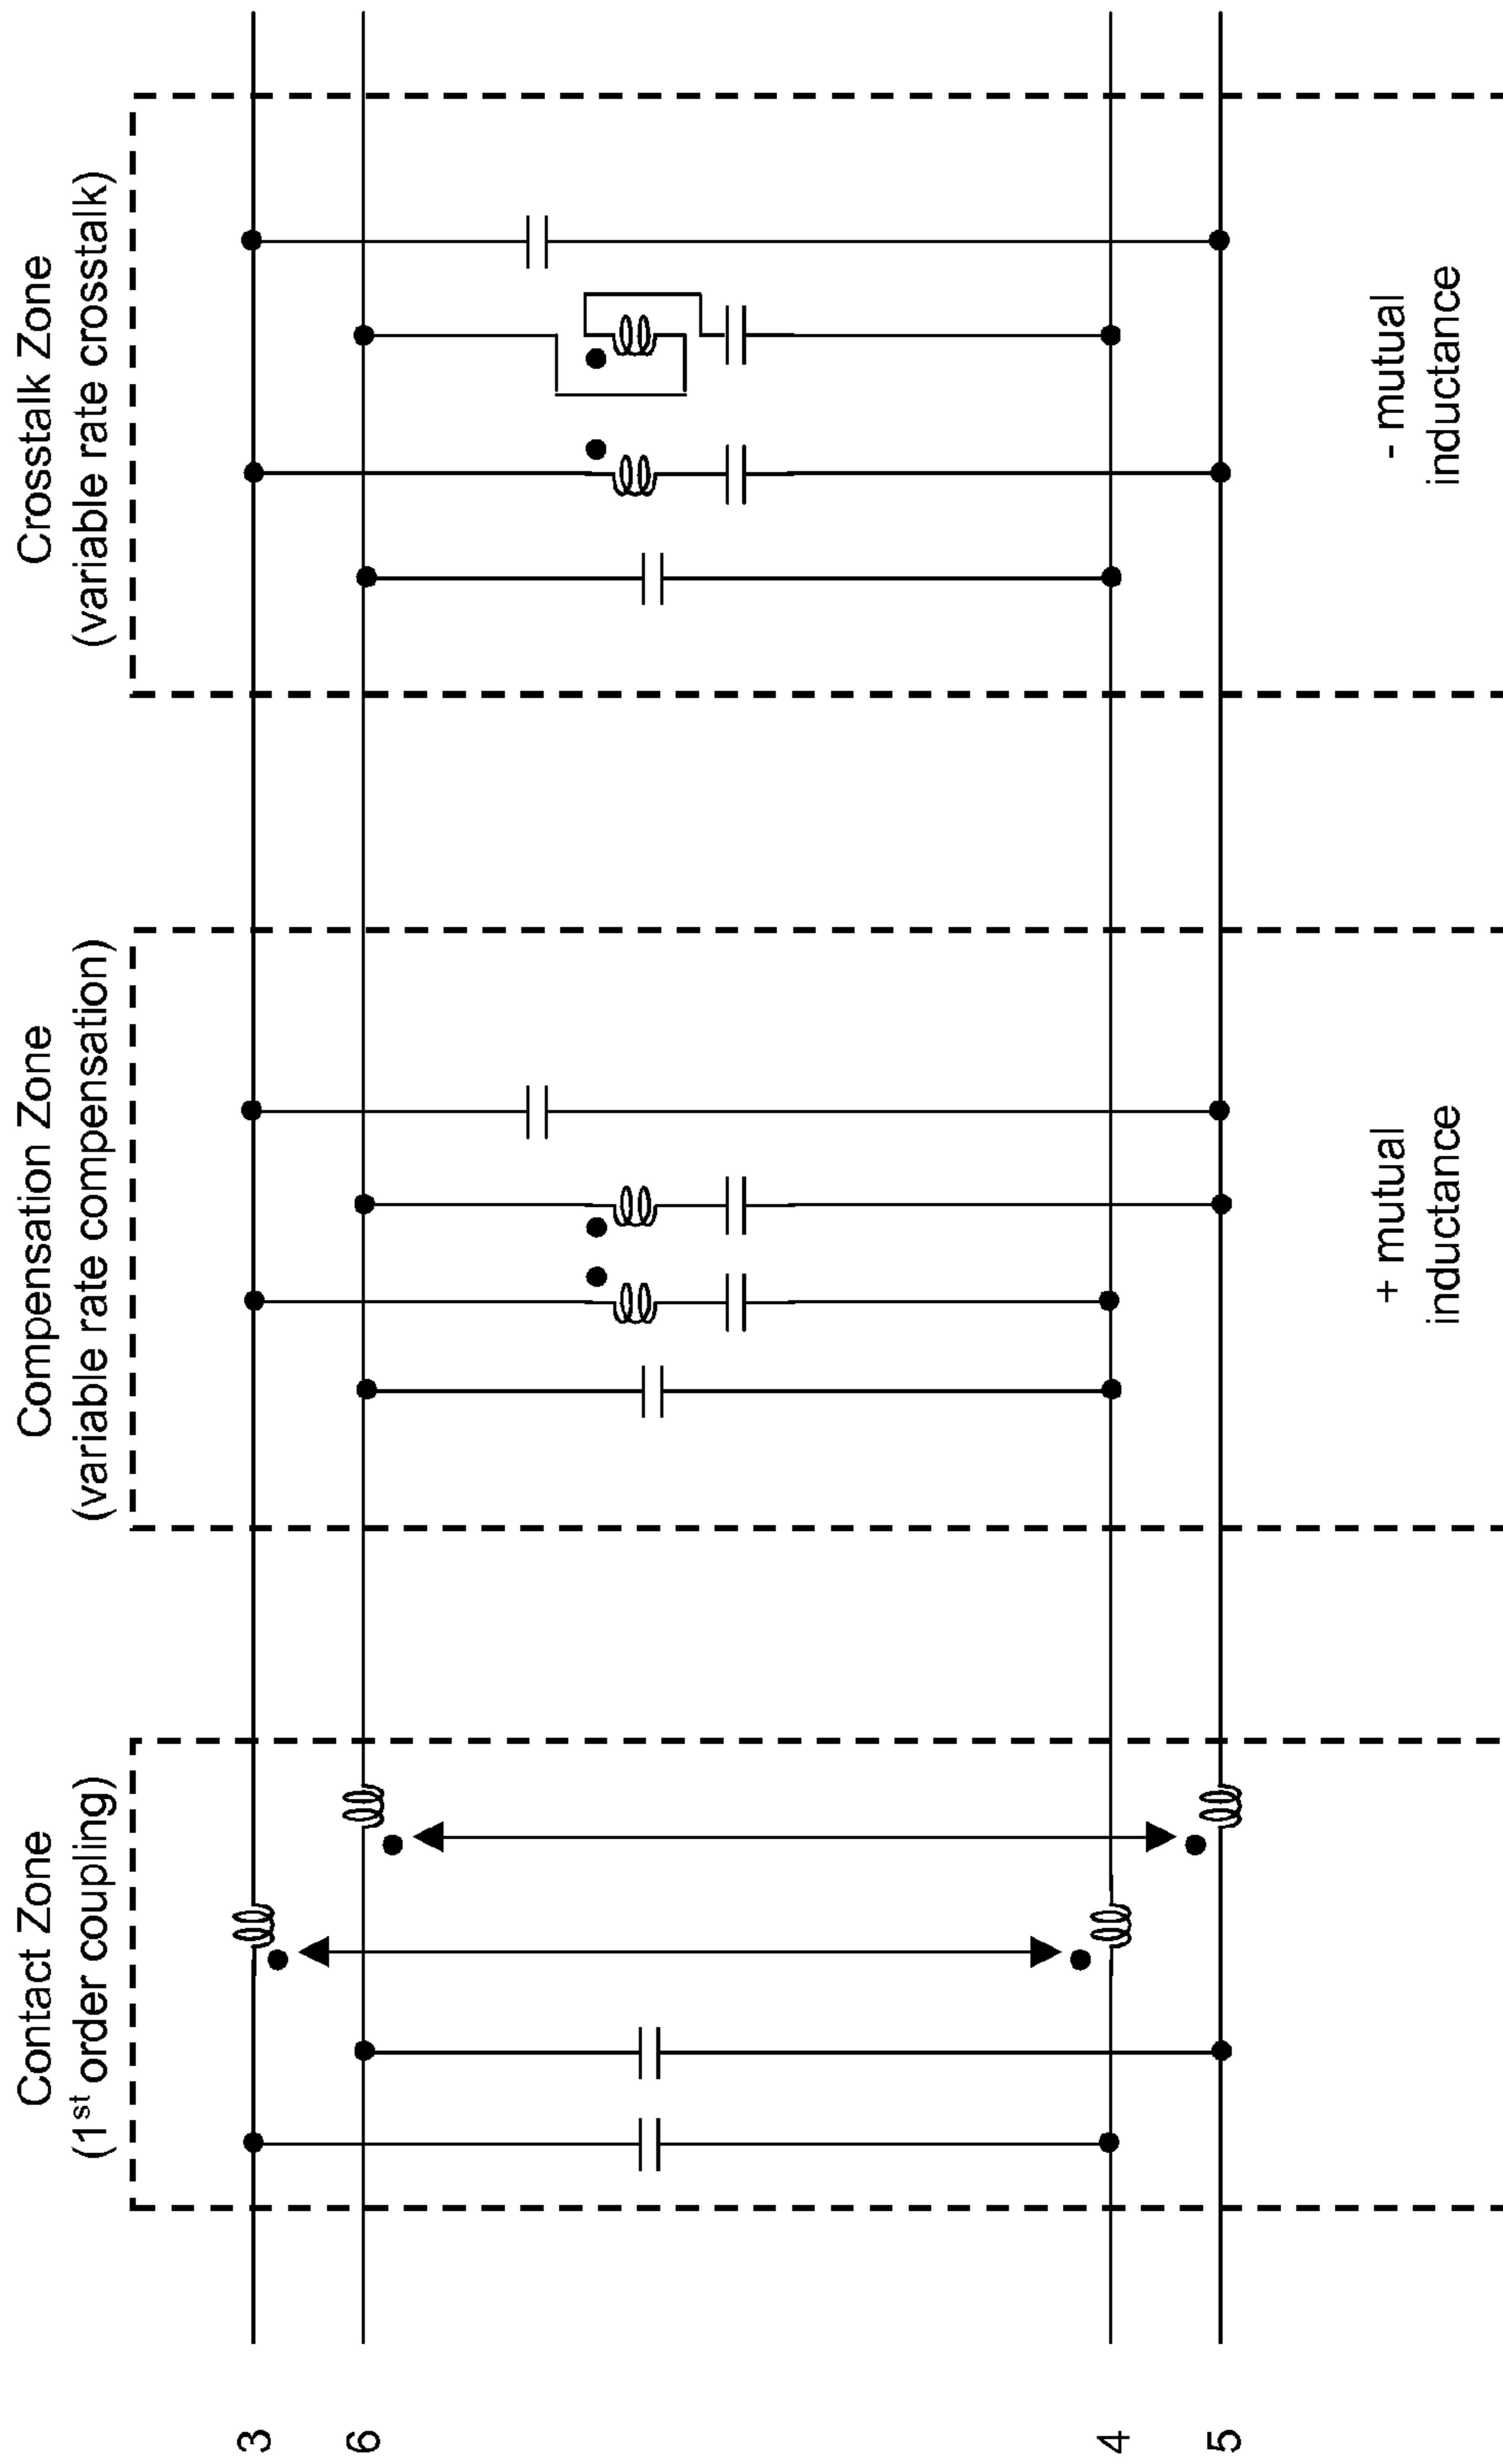 Contact Zone
(1st order coupling)
Compensation Zone
(variable rate compensation)
Crosstalk Zone
(variable rate crosstalk)
3
6
4
5
+ mutual
inductance
- mutual
inductance